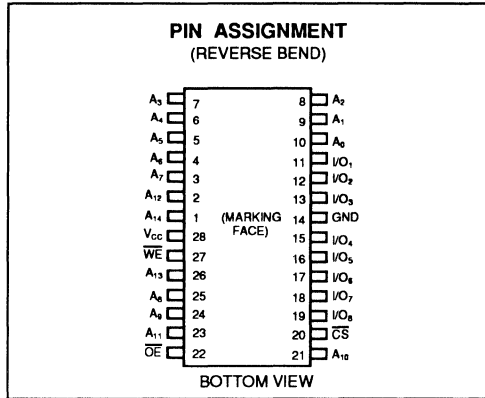 PIN ASSIGNMENT
(REVERSE BEND)
A3 7 8 A2
A4 6 9 A1
A5 5 10 A0
A6 4 11 I/O1
A7 3 12 I/O2
A12 2 13 I/O3
A14 1 (MARKING 14 GND
VCC 28 FACE) 15 I/O4
WE 27 16 I/O5
A13 26 17 I/O6
A8 25 18 I/O7
A9 24 19 I/O8
A11 23 20 CS
OE 22 21 A10
BOTTOM VIEW